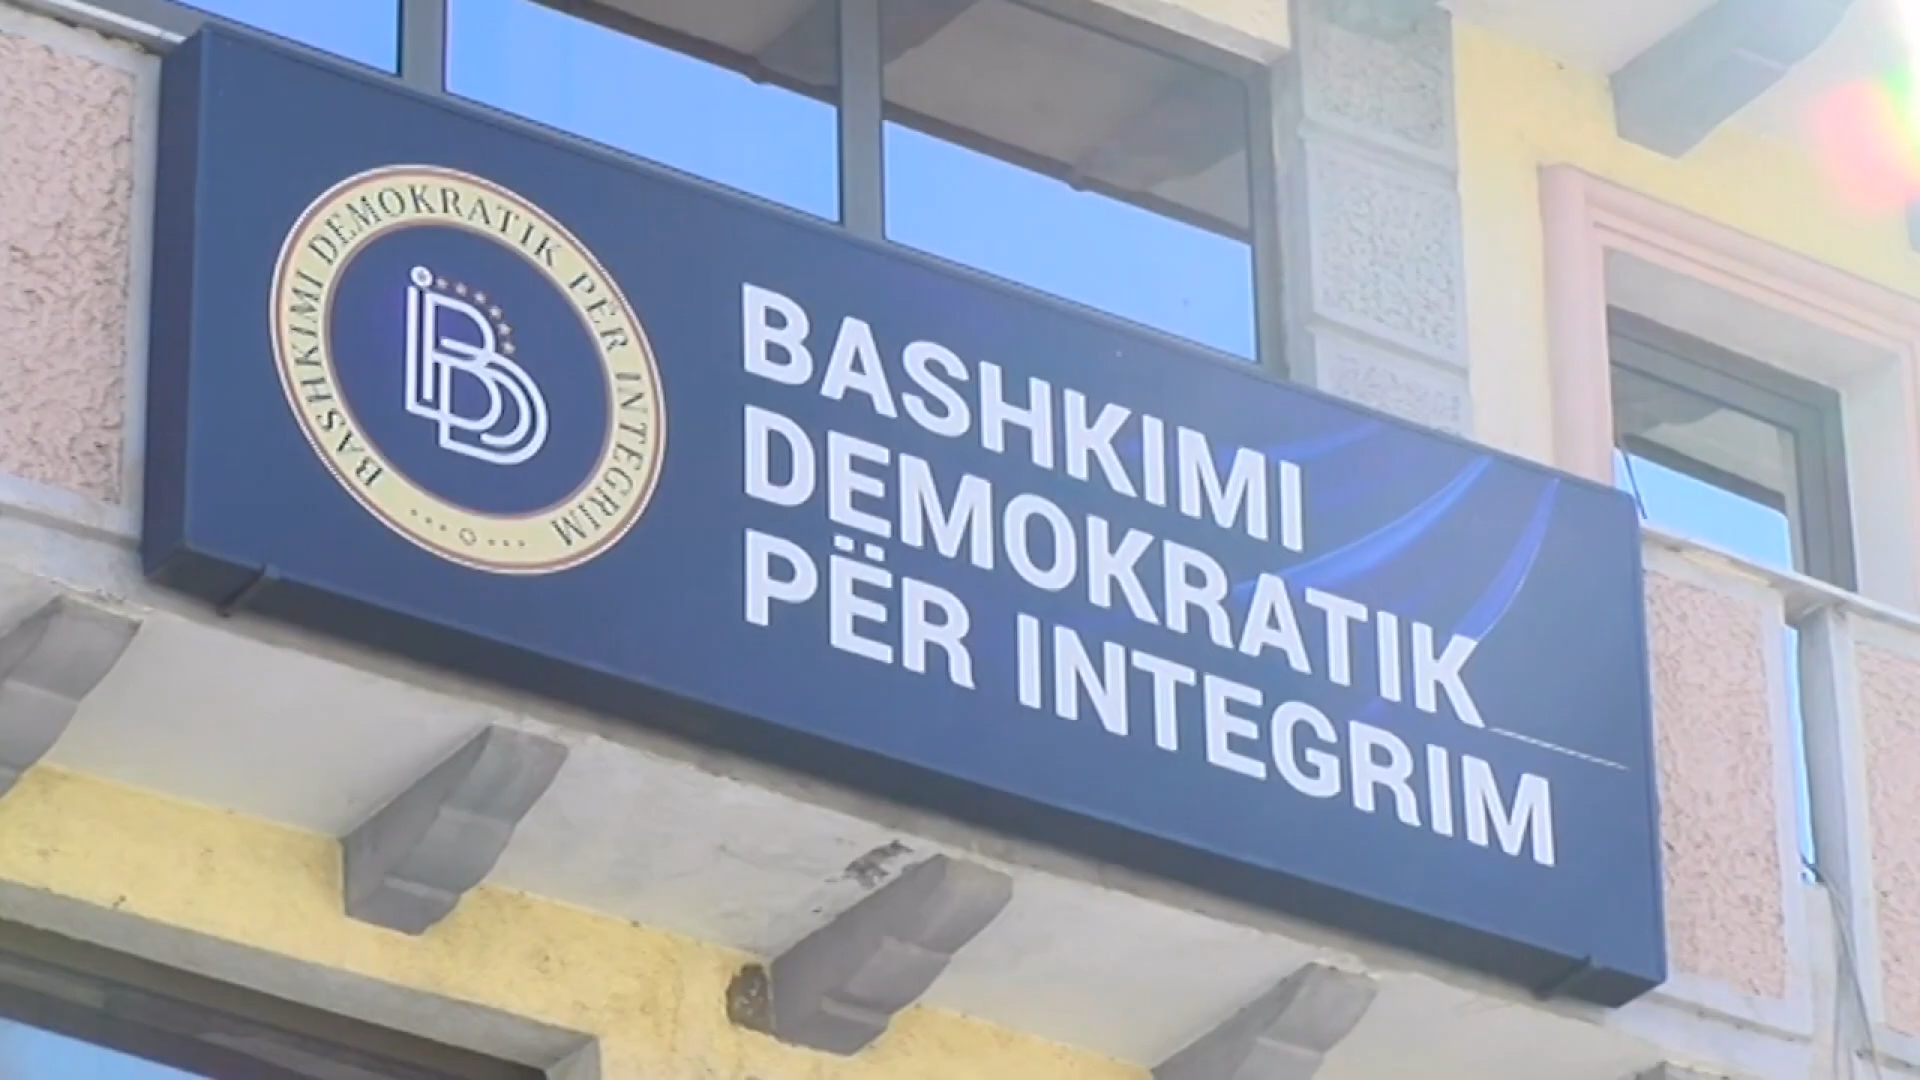 BASHKIMI DEMOKRATIK PËR INTEGRIM
BDI
BASHKIMI
DEMOKRATIK
PËR INTEGRIM